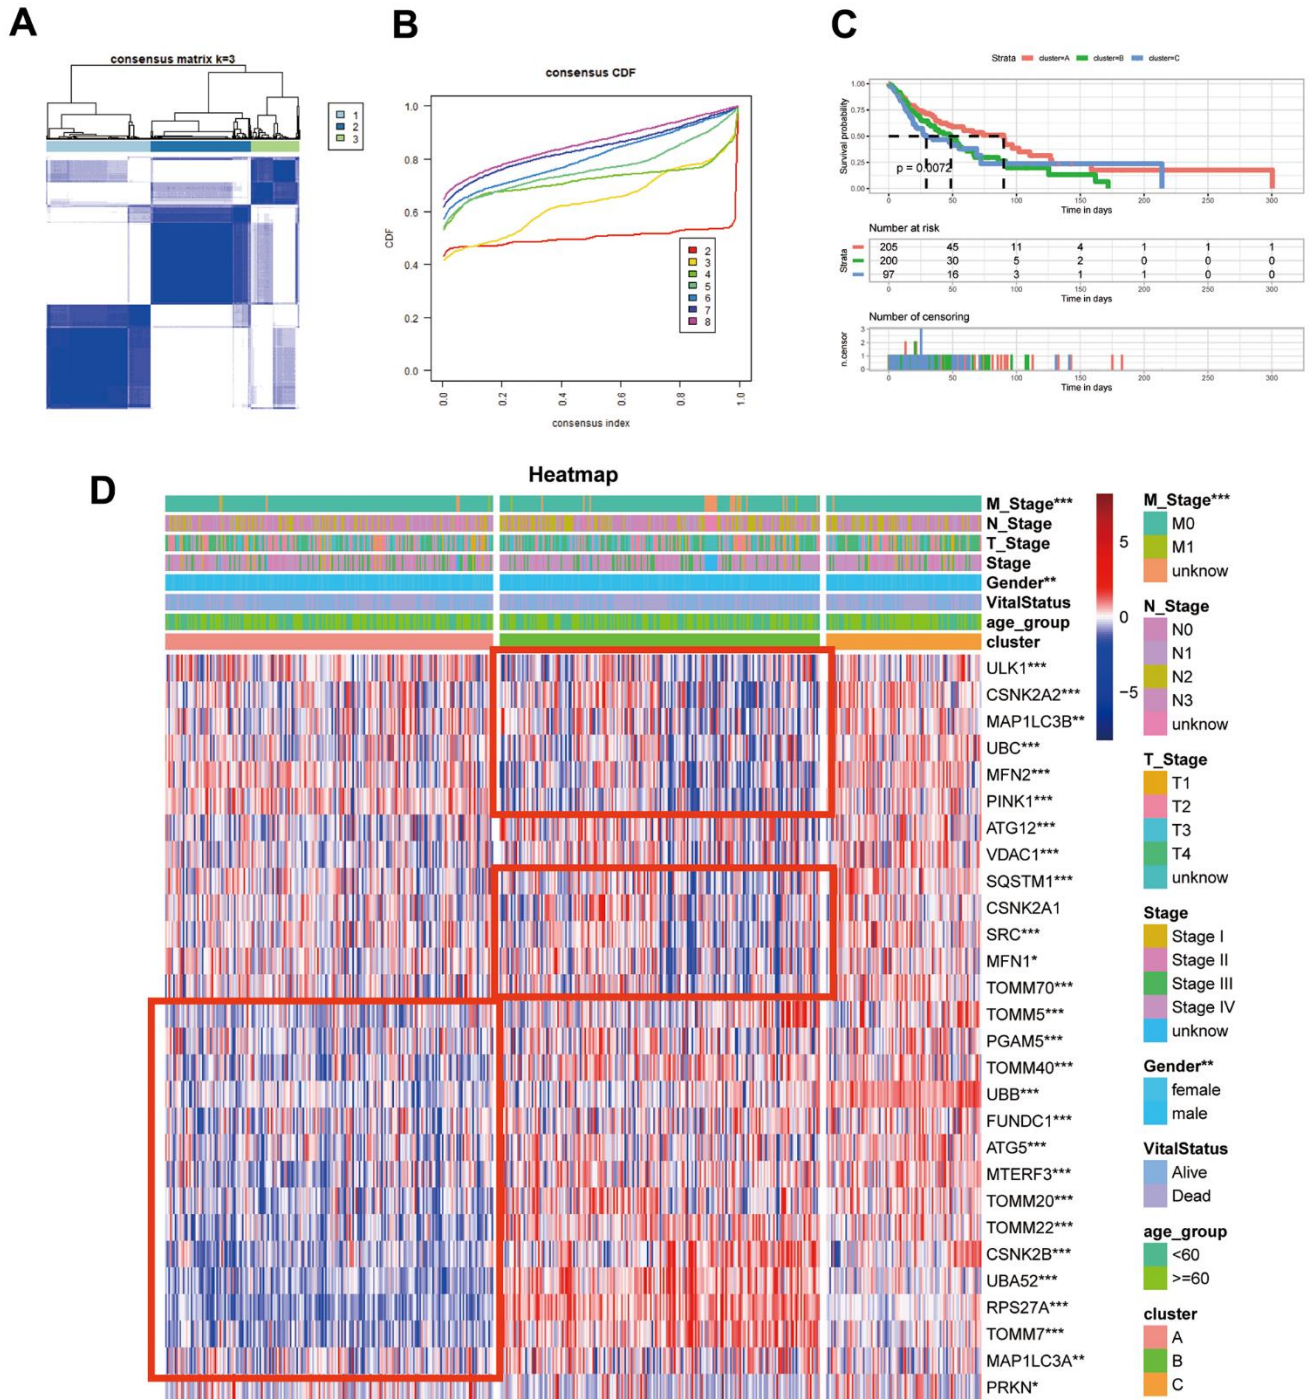 A
consensus matrix k=3
1
2
3
B
consensus CDF
CDF
1.0
0.8
0.6
0.4
0.2
0.0
2
3
4
5
6
7
8
0.0
0.2
0.4
0.6
0.8
1.0
consensus index
C
Strata cluster=A cluster=B cluster=C
Survival probability
1.00
0.75
0.50
0.25
0.00
p = 0.0072
0 50 100 150 200 250 300
Time in days
Number at risk
Strata
205 45 11 4 1 1 1
200 30 5 2 0 0 0
97 16 3 1 1 0 0
0 50 100 150 200 250 300
Time in days
Number of censoring
n.censor
3
2
1
0
0 50 100 150 200 250 300
Time in days
D
Heatmap
M_Stage***
N_Stage
T_Stage
Stage
Gender**
VitalStatus
age_group
cluster
ULK1***
CSNK2A2***
MAP1LC3B**
UBC***
MFN2***
PINK1***
ATG12***
VDAC1***
SQSTM1***
CSNK2A1
SRC***
MFN1*
TOMM70***
TOMM5***
PGAM5***
TOMM40***
UBB***
FUNDC1***
ATG5***
MTERF3***
TOMM20***
TOMM22***
CSNK2B***
UBA52***
RPS27A***
TOMM7***
MAP1LC3A**
PRKN*
5
0
−5
M_Stage***
M0
M1
unknow
N_Stage
N0
N1
N2
N3
unknow
T_Stage
T1
T2
T3
T4
unknow
Stage
Stage I
Stage II
Stage III
Stage IV
unknow
Gender**
female
male
VitalStatus
Alive
Dead
age_group
<60
>=60
cluster
A
B
C